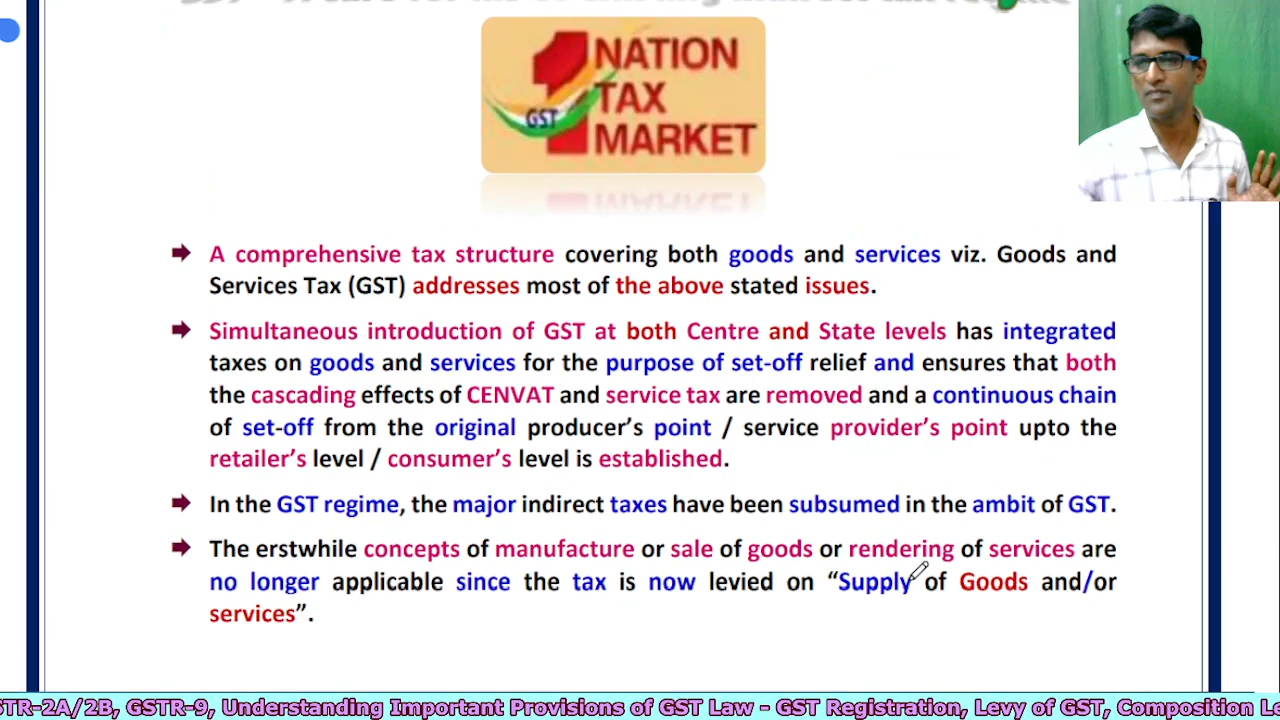 NATION
GST TAX
MARKET
A comprehensive tax structure covering both goods and services viz. Goods and
Services Tax (GST) addresses most of the above stated issues.
Simultaneous introduction of GST at both Centre and State levels has integrated
taxes on goods and services for the purpose of set-off relief and ensures that both
the cascading effects of CENVAT and service tax are removed and a continuous chain
of set-off from the original producer’s point / service provider’s point upto the
retailer’s level / consumer’s level is established.
In the GST regime, the major indirect taxes have been subsumed in the ambit of GST.
The erstwhile concepts of manufacture or sale of goods or rendering of services are
no longer applicable since the tax is now levied on “Supply of Goods and/or
services”.
STR-2A/2B, GSTR-9, Understanding Important Provisions of GST Law - GST Registration, Levy of GST, Composition Le